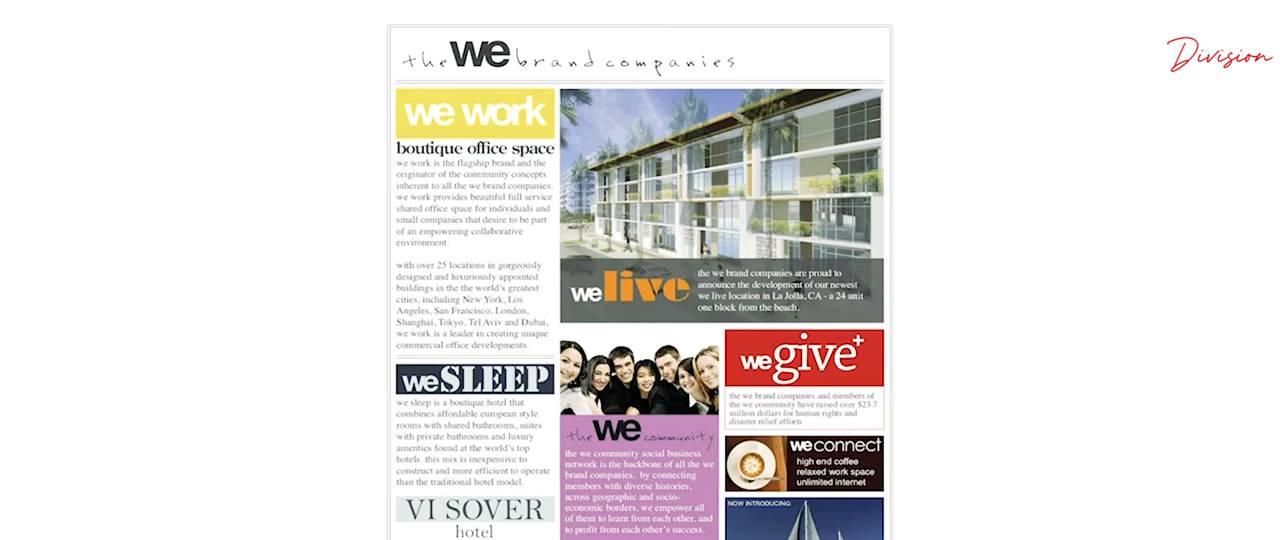 the we brand companies
Division
we work
boutique office space
we work is the flagship brand and the
originator of the community concepts
inherent to all the we brand companies.
we work provides beautiful full service
shared office space for individuals and
small companies that desire to be part
of an empowering collaborative
environment.
with over 25 locations in gorgeously
designed and luxuriously appointed
buildings in the the world's greatest
cities, including New York, Los
Angeles, San Francisco, London,
Shanghai, Tokyo, Tel Aviv and Dubai,
we work is a leader in creating unique
commercial office developments.
we SLEEP
we sleep is a boutique hotel that
combines affordable european style
rooms with shared bathrooms, suites
with private bathrooms and luxury
amenties found at the world's top
hotels. this mix is inexpensive to
construct and more efficient to operate
than the traditional hotel model.
VI SOVER
hotel
we live
the we brand companies are proud to
announce the development of our newest
we live location in La Jolla, CA - a 24 unit
one block from the beach.
the we community
the we community social business
network is the backbone of all the we
brand companies. by connecting
members with diverse histories,
across geographic and socio-
economic borders, we empower all
of them to learn from each other, and
to profit from each other's success.
we give+
the we brand companies and members of
the we community have raised over $23.7
million dollars for human rights and
disaster relief efforts
we connect
high end coffee
relaxed work space
unlimited internet
NOW INTRODUCING: